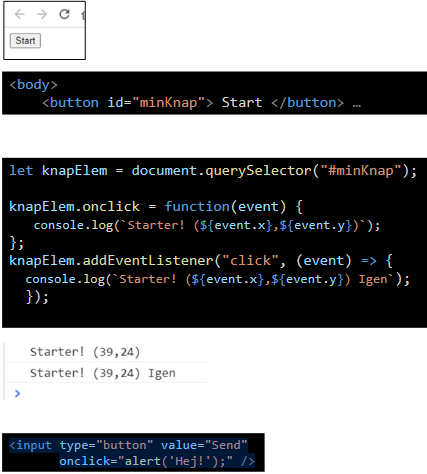 Start
<body>
<button id="minKnap"> Start </button> …
let knapElem = document.querySelector("#minKnap");
knapElem.onclick = function(event) {
console.log(`Starter! (${event.x},${event.y})`);
};
knapElem.addEventListener("click", (event) => {
console.log(`Starter! (${event.x},${event.y}) Igen`);
});
Starter! (39,24)
Starter! (39,24) Igen
<input type="button" value="Send"
onclick="alert('Hej!');" />